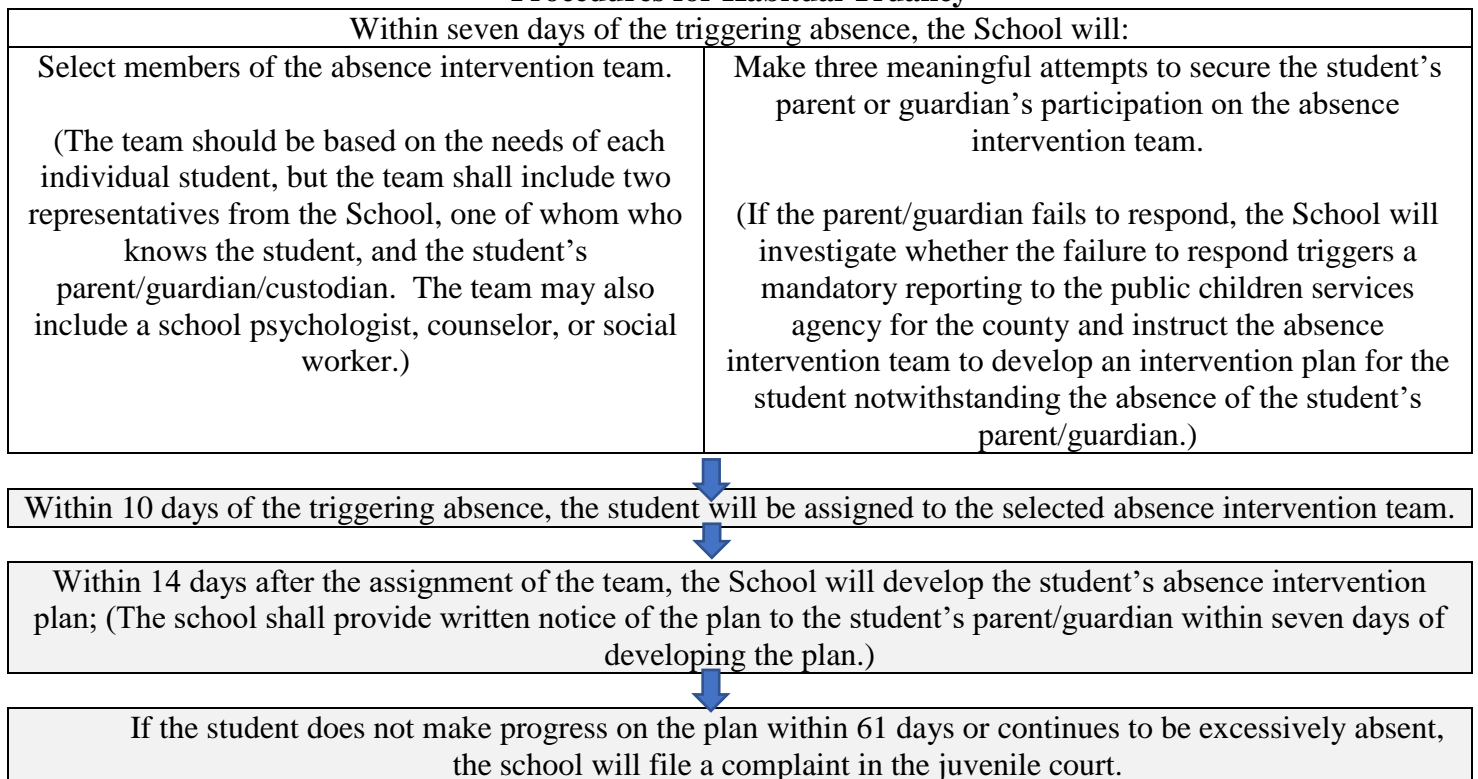 Within seven days of the triggering absence, the School will:
Select members of the absence intervention team.
(The team should be based on the needs of each
individual student, but the team shall include two
representatives from the School, one of whom who
knows the student, and the student’s
parent/guardian/custodian. The team may also
include a school psychologist, counselor, or social
worker.)
Make three meaningful attempts to secure the student’s
parent or guardian’s participation on the absence
intervention team.
(If the parent/guardian fails to respond, the School will
investigate whether the failure to respond triggers a
mandatory reporting to the public children services
agency for the county and instruct the absence
intervention team to develop an intervention plan for the
student notwithstanding the absence of the student’s
parent/guardian.)
Within 10 days of the triggering absence, the student will be assigned to the selected absence intervention team.
Within 14 days after the assignment of the team, the School will develop the student’s absence intervention
plan; (The school shall provide written notice of the plan to the student’s parent/guardian within seven days of
developing the plan.)
If the student does not make progress on the plan within 61 days or continues to be excessively absent,
the school will file a complaint in the juvenile court.